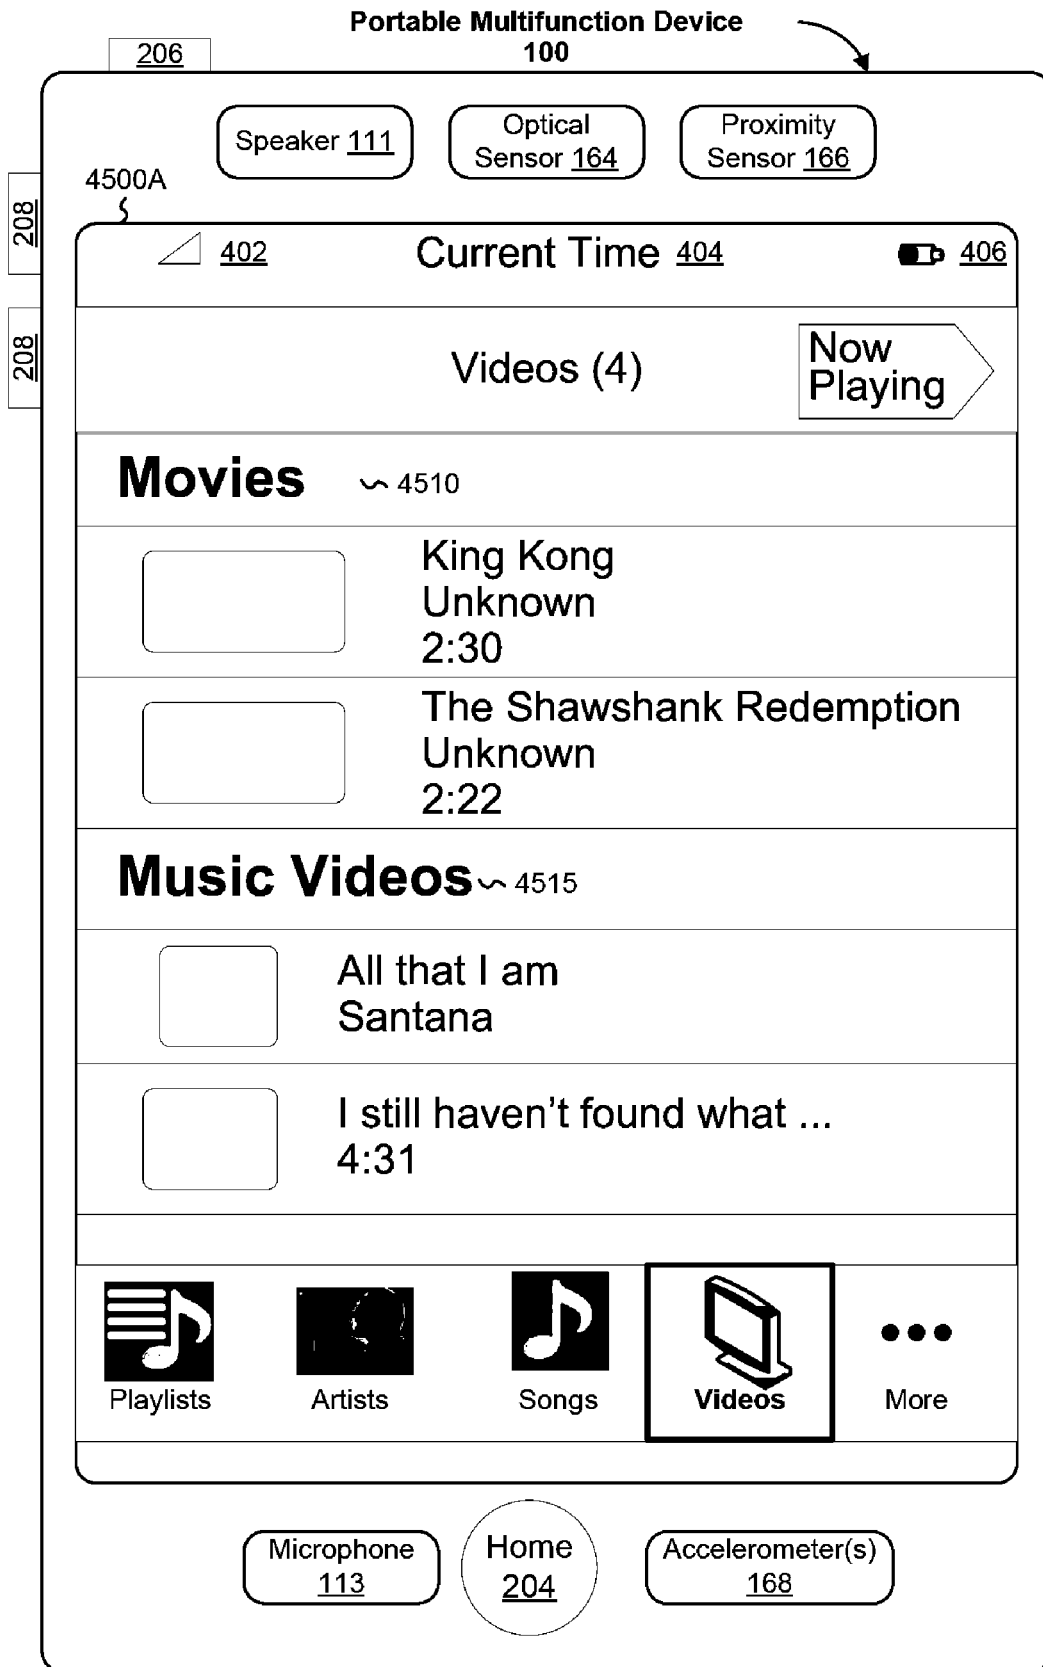 Portable Multifunction Device
100
206
Speaker 111
Optical
Sensor 164
Proximity
Sensor 166
4500A
208
208
402
Current Time 404
406
Videos (4)
Now
Playing
Movies
4510
King Kong
Unknown
2:30
The Shawshank Redemption
Unknown
2:22
Music Videos
4515
All that I am
Santana
I still haven't found what ...
4:31
Playlists
Artists
Songs
Videos
More
Microphone
113
Home
204
Accelerometer(s)
168